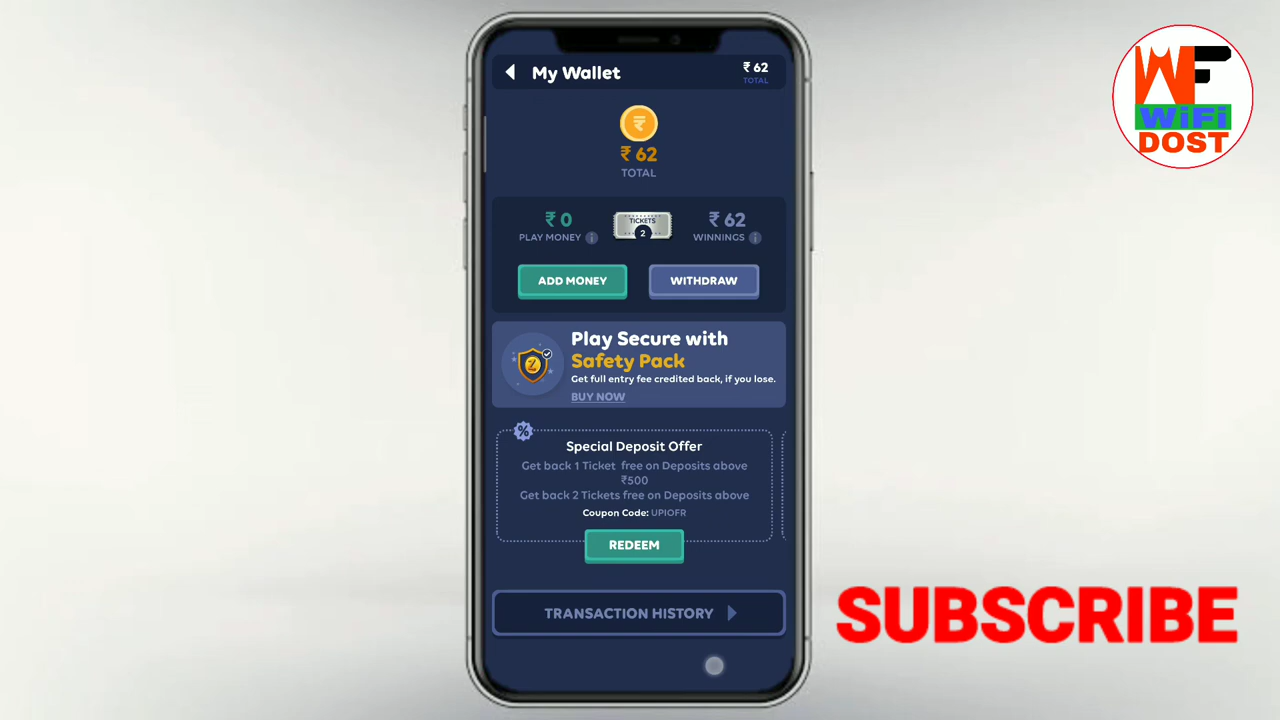 My Wallet
₹ 62
TOTAL
₹
₹ 62
TOTAL
₹ 0
PLAY MONEY i
TICKETS
2
₹ 62
WINNINGS i
ADD MONEY
WITHDRAW
Play Secure with
Safety Pack
Get full entry fee credited back, if you lose.
BUY NOW
Z
%
Special Deposit Offer
Get back 1 Ticket free on Deposits above
₹500
Get back 2 Tickets free on Deposits above
Coupon Code: UPIOFR
REDEEM
TRANSACTION HISTORY
WF
WiFi
DOST
SUBSCRIBE